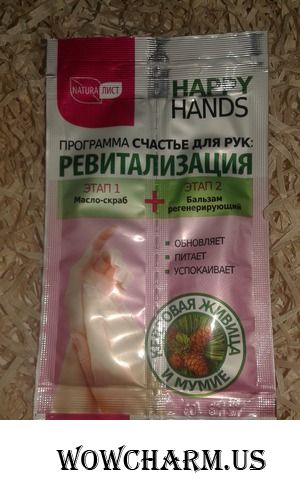 NATURA ЛИСТ
HAPPY
HANDS
ПРОГРАММА СЧАСТЬЕ ДЛЯ РУК:
РЕВИТАЛИЗАЦИЯ
ЭТАП 1
Масло-скраб
+
ЭТАП 2
Бальзам
регенерирующий
• ОБНОВЛЯЕТ
• ПИТАЕТ
• УСПОКАИВАЕТ
КЕДРОВАЯ ЖИВИЦА
И МУМИЕ
WOWCHARM.US